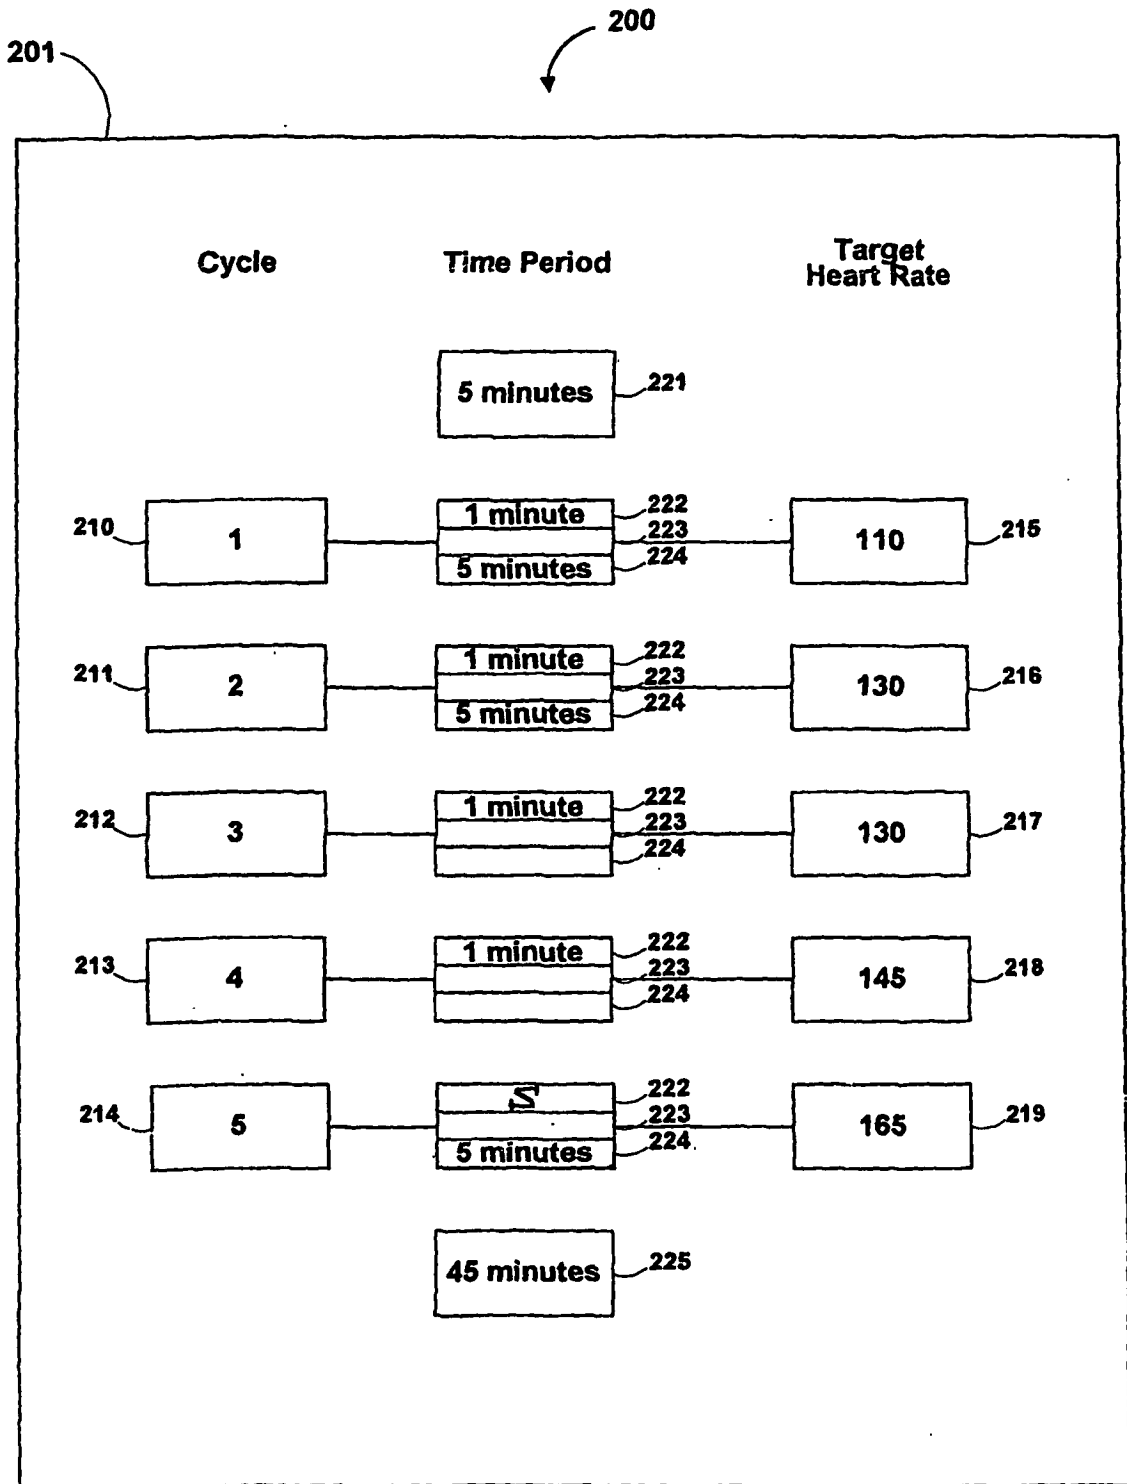 200
201
Cycle Time Period Target
Heart Rate
5 minutes 221
1 minute 222
210 1 223 110 215
5 minutes 224
1 minute 222
211 2 223 130 216
5 minutes 224
1 minute 222
212 3 223 130 217
224
1 minute 222
213 4 223 145 218
224
222
214 5 223 165 219
5 minutes 224
45 minutes 225